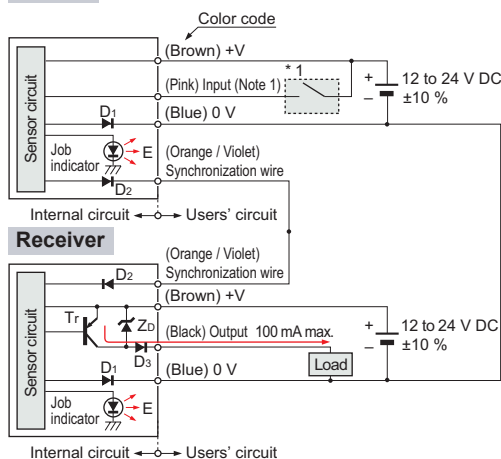 Color code
(Brown) +V
(Pink) Input (Note 1)
* 1
+
–
12 to 24 V DC
±10 %
(Blue) 0 V
D1
Sensor circuit
Job
indicator
E
D2
(Orange / Violet)
Synchronization wire
Internal circuit
Users' circuit
Receiver
(Orange / Violet)
Synchronization wire
D2
(Brown) +V
Tr
ZD
(Black) Output 100 mA max.
D3
+
–
12 to 24 V DC
±10 %
Load
Sensor circuit
D1
(Blue) 0 V
Job
indicator
E
Internal circuit
Users' circuit